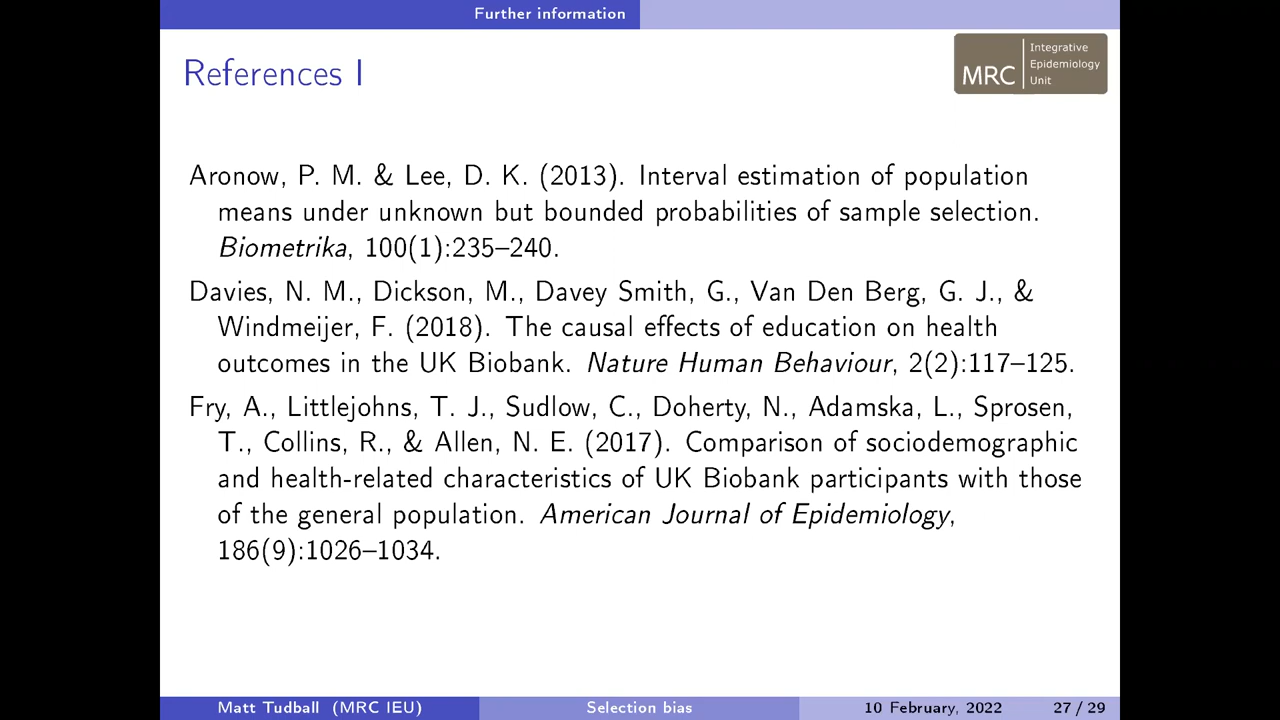 Further information
References I
MRC
Integrative
Epidemiology
Unit
Aronow, P. M. & Lee, D. K. (2013). Interval estimation of population
means under unknown but bounded probabilities of sample selection.
Biometrika, 100(1):235–240.
Davies, N. M., Dickson, M., Davey Smith, G., Van Den Berg, G. J., &
Windmeijer, F. (2018). The causal effects of education on health
outcomes in the UK Biobank. Nature Human Behaviour, 2(2):117–125.
Fry, A., Littlejohns, T. J., Sudlow, C., Doherty, N., Adamska, L., Sprosen,
T., Collins, R., & Allen, N. E. (2017). Comparison of sociodemographic
and health-related characteristics of UK Biobank participants with those
of the general population. American Journal of Epidemiology,
186(9):1026–1034.
Matt Tudball (MRC IEU) Selection bias 10 February, 2022 27 / 29